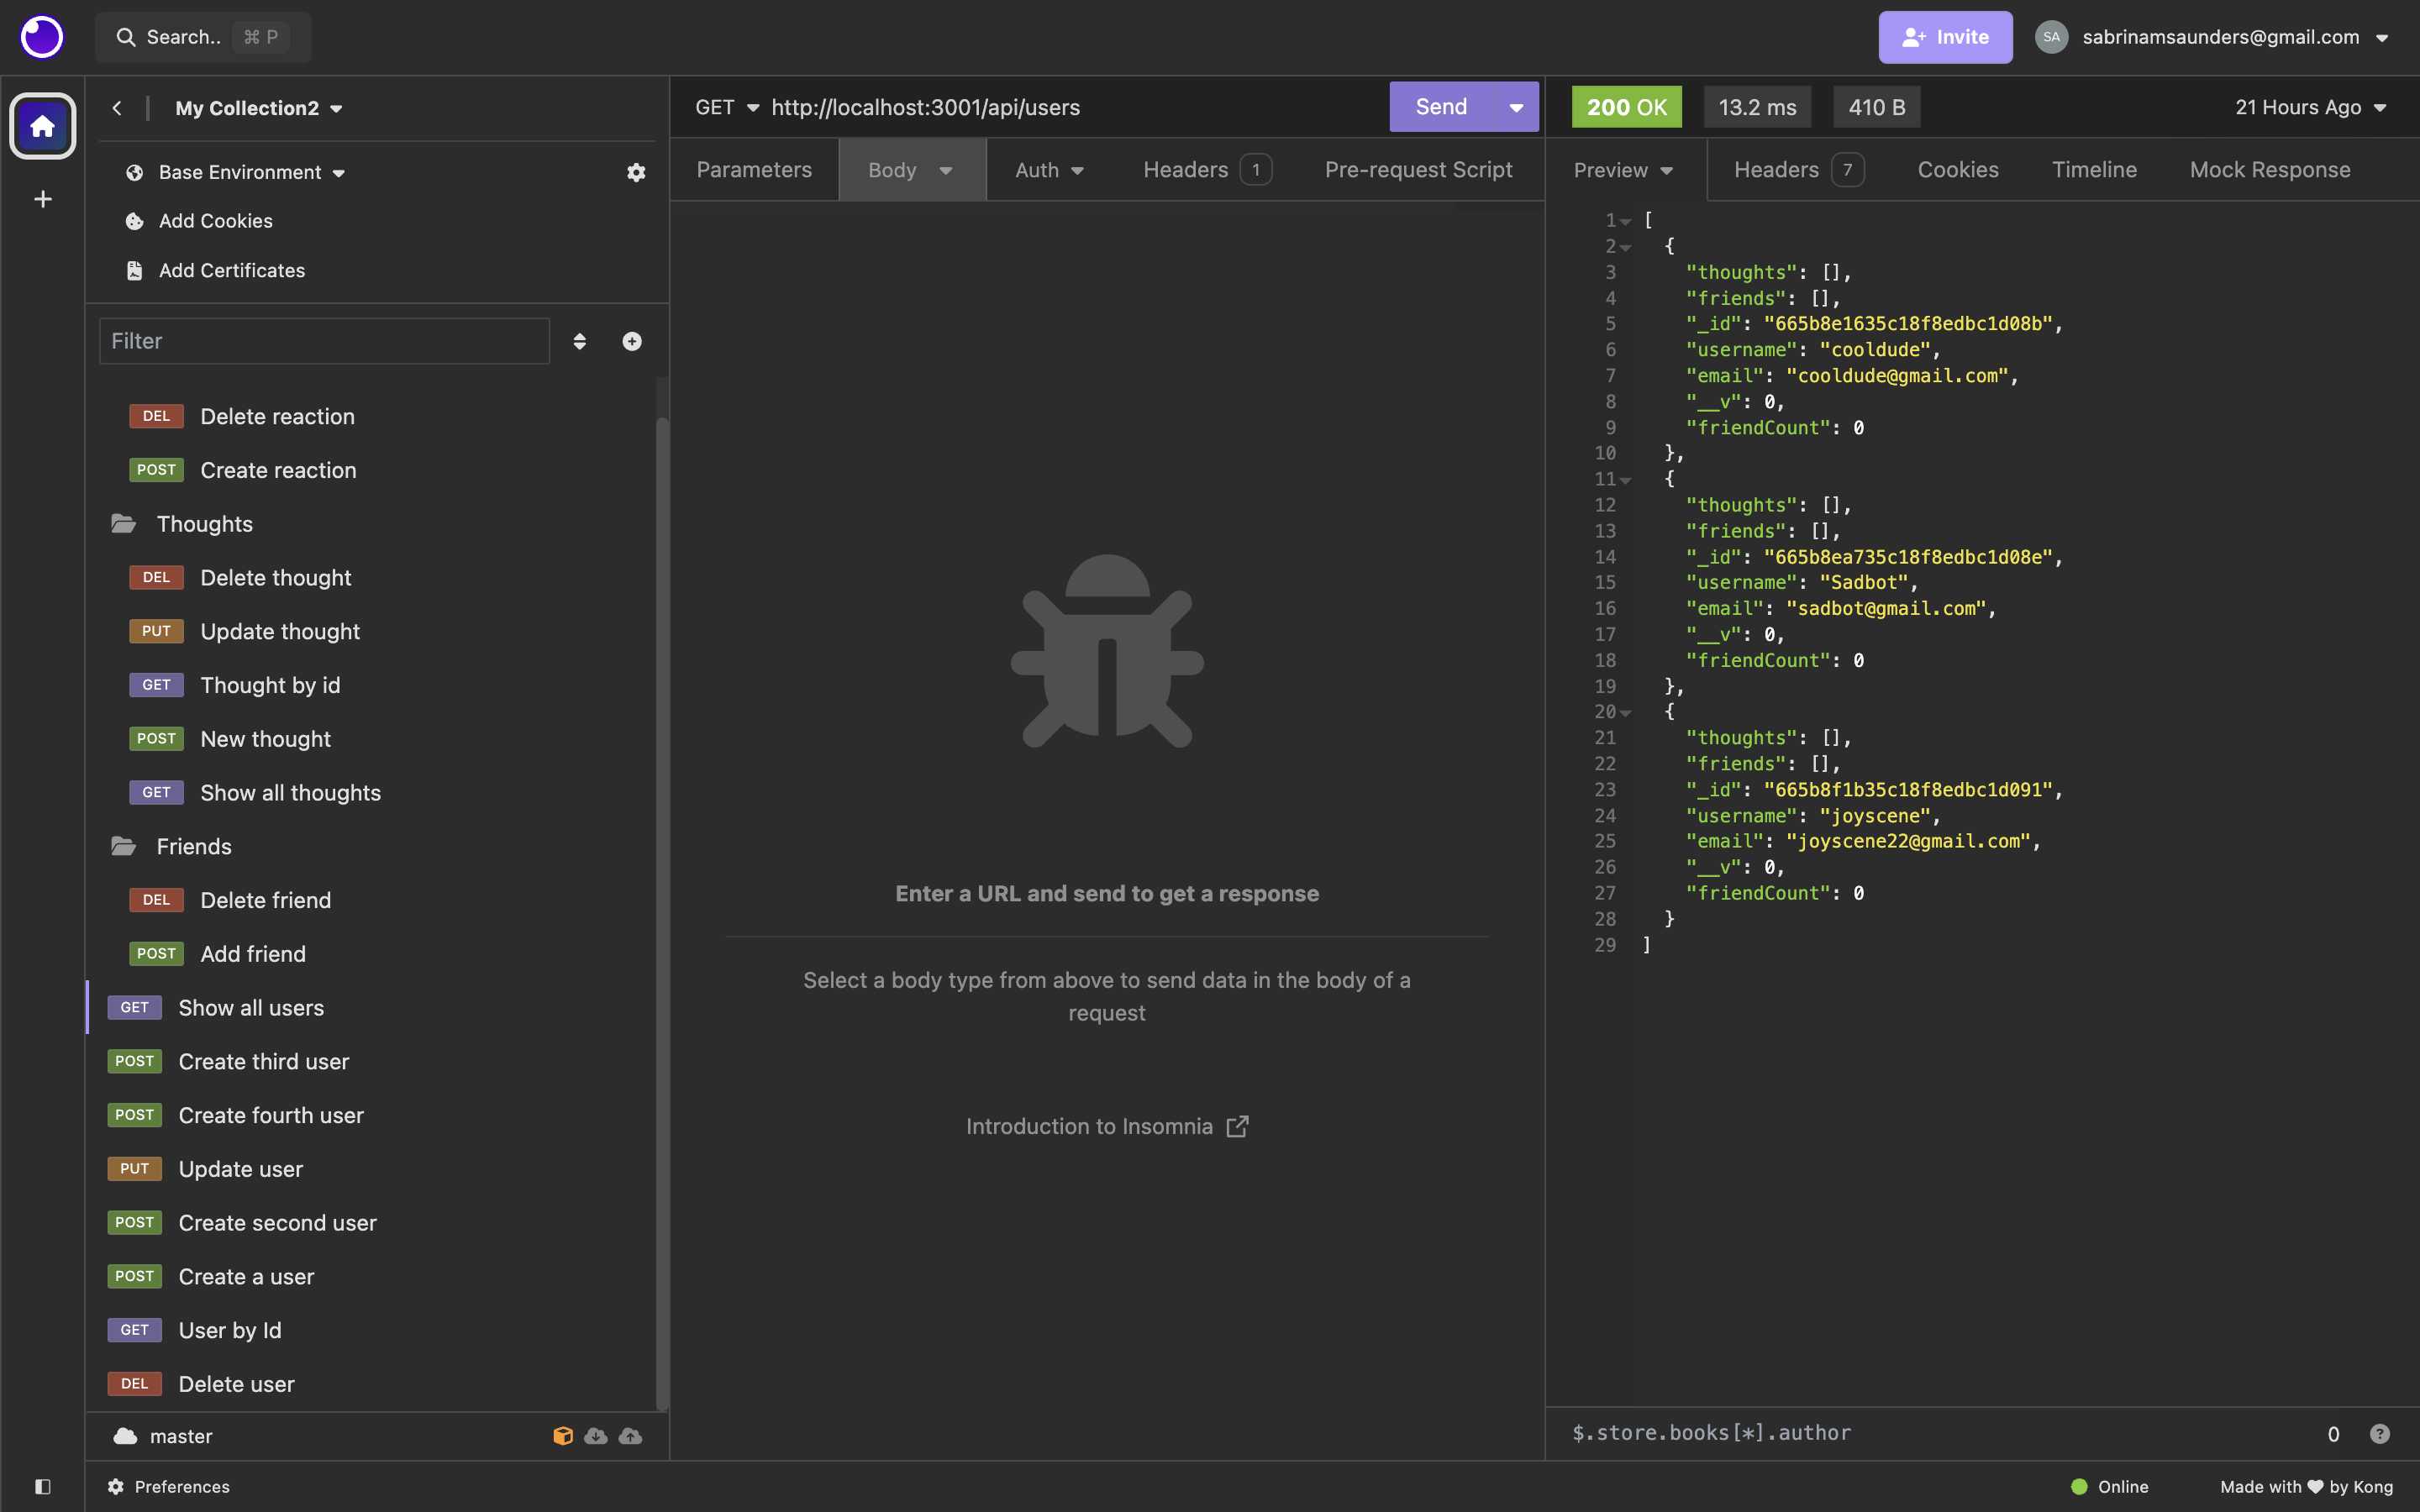 Search.. ⌘ P
Invite
SA sabrinamsaunders@gmail.com
My Collection2
Base Environment
Add Cookies
Add Certificates
Filter
DEL Delete reaction
POST Create reaction
Thoughts
DEL Delete thought
PUT Update thought
GET Thought by id
POST New thought
GET Show all thoughts
Friends
DEL Delete friend
POST Add friend
GET Show all users
POST Create third user
POST Create fourth user
PUT Update user
POST Create second user
POST Create a user
GET User by Id
DEL Delete user
master
Preferences
GET http://localhost:3001/api/users Send
Parameters Body Auth Headers 1 Pre-request Script
Enter a URL and send to get a response
Select a body type from above to send data in the body of a
request
Introduction to Insomnia
200 OK 13.2 ms 410 B 21 Hours Ago
Preview Headers 7 Cookies Timeline Mock Response
1 [
2 {
3 "thoughts": [],
4 "friends": [],
5 "_id": "665b8e1635c18f8edbc1d08b",
6 "username": "cooldude",
7 "email": "cooldude@gmail.com",
8 "__v": 0,
9 "friendCount": 0
10 },
11 {
12 "thoughts": [],
13 "friends": [],
14 "_id": "665b8ea735c18f8edbc1d08e",
15 "username": "Sadbot",
16 "email": "sadbot@gmail.com",
17 "__v": 0,
18 "friendCount": 0
19 },
20 {
21 "thoughts": [],
22 "friends": [],
23 "_id": "665b8f1b35c18f8edbc1d091",
24 "username": "joyscene",
25 "email": "joyscene22@gmail.com",
26 "__v": 0,
27 "friendCount": 0
28 }
29 ]
$.store.books[*].author 0 ?
Online
Made with ♥ by Kong